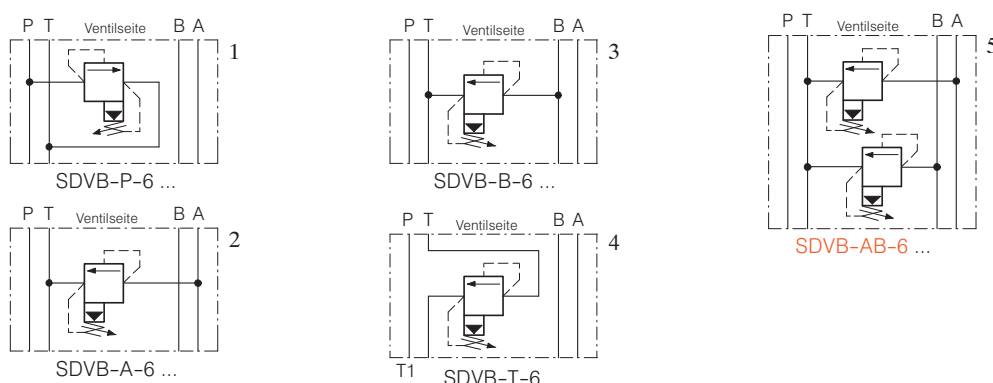 P T Ventilseite B A
1
SDVB-P-6 ...
P T Ventilseite B A
2
SDVB-A-6 ...
P T Ventilseite B A
3
SDVB-B-6 ...
P T Ventilseite B A
4
T1 SDVB-T-6
P T Ventilseite B A
5
SDVB-AB-6 ...